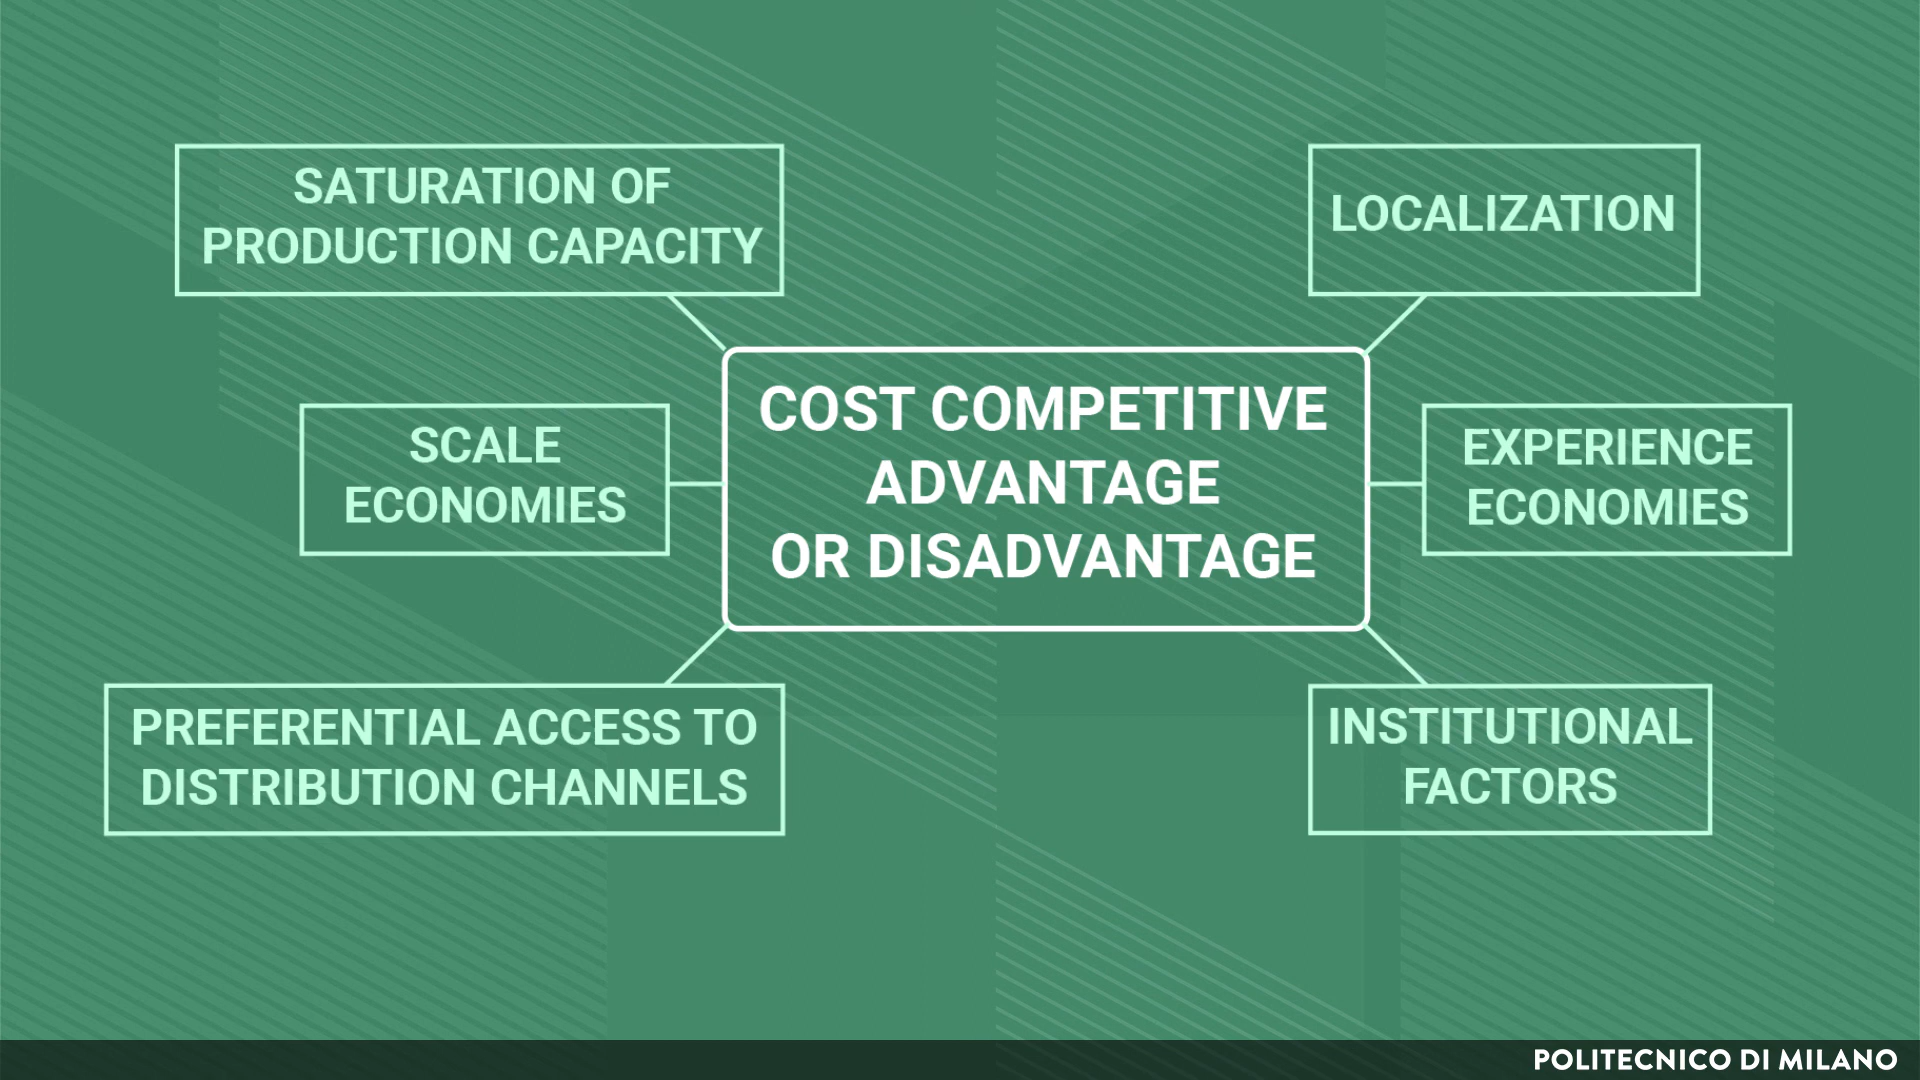 SATURATION OF
PRODUCTION CAPACITY
LOCALIZATION
COST COMPETITIVE
ADVANTAGE
OR DISADVANTAGE
SCALE
ECONOMIES
EXPERIENCE
ECONOMIES
PREFERENTIAL ACCESS TO
DISTRIBUTION CHANNELS
INSTITUTIONAL
FACTORS
POLITECNICO DI MILANO